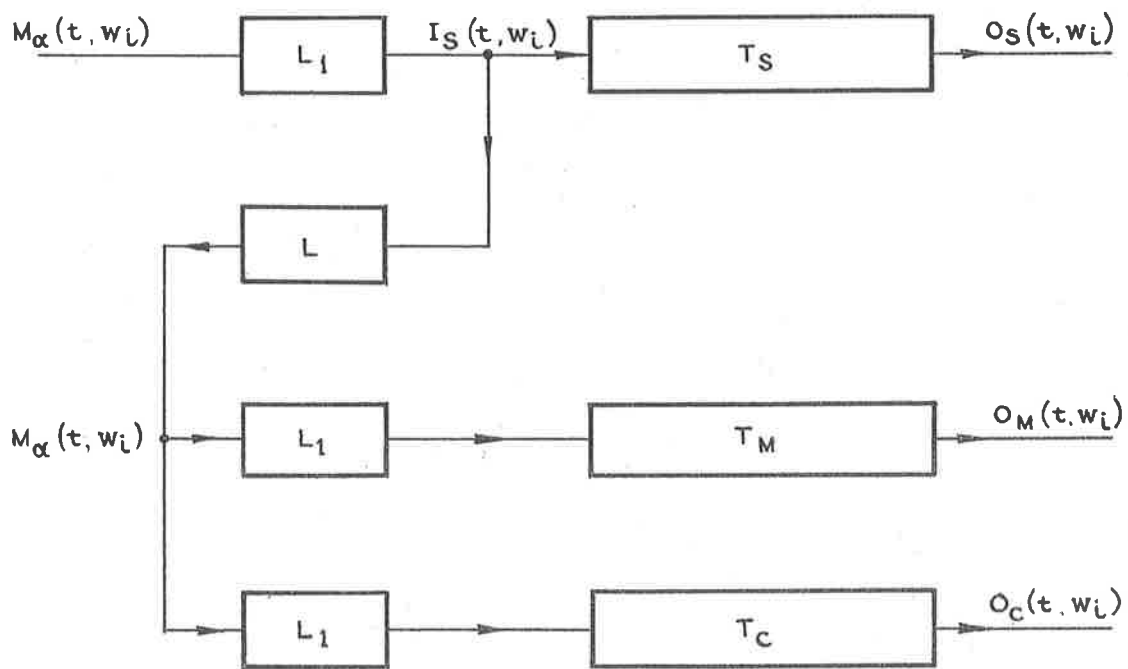 Mα(t, wi) L1 IS(t, wi) TS OS(t, wi)
L
Mα(t, wi) L1 TM OM(t, wi)
L1 TC OC(t, wi)